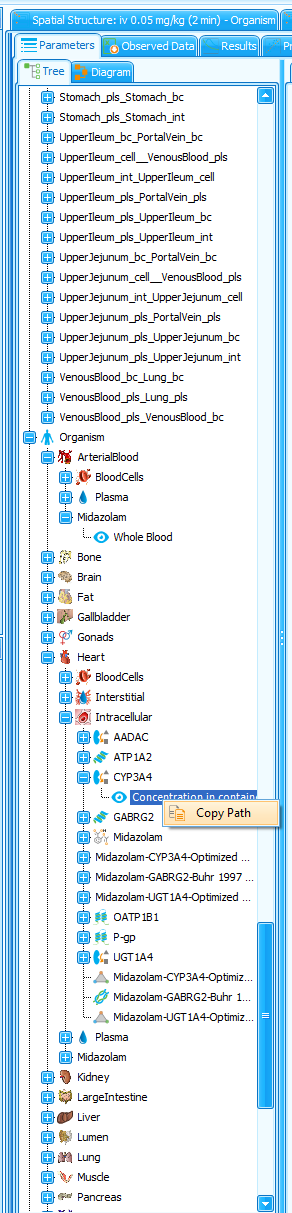 Spatial Structure: iv 0.05 mg/kg (2 min) - Organism
Parameters Observed Data Results
Tree Diagram
Stomach_pls_Stomach_bc
Stomach_pls_Stomach_int
UpperIleum_bc_PortalVein_bc
UpperIleum_cell__VenousBlood_pls
UpperIleum_int_UpperIleum_cell
UpperIleum_pls_PortalVein_pls
UpperIleum_pls_UpperIleum_bc
UpperIleum_pls_UpperIleum_int
UpperJejunum_bc_PortalVein_bc
UpperJejunum_cell__VenousBlood_pls
UpperJejunum_int_UpperJejunum_cell
UpperJejunum_pls_PortalVein_pls
UpperJejunum_pls_UpperJejunum_bc
UpperJejunum_pls_UpperJejunum_int
VenousBlood_bc_Lung_bc
VenousBlood_pls_Lung_pls
VenousBlood_pls_VenousBlood_bc
Organism
ArterialBlood
BloodCells
Plasma
Midazolam
Whole Blood
Bone
Brain
Fat
Gallbladder
Gonads
Heart
BloodCells
Interstitial
Intracellular
AADAC
ATP1A2
CYP3A4
Concentration in contain
Copy Path
GABRG2
Midazolam
Midazolam-CYP3A4-Optimized ...
Midazolam-GABRG2-Buhr 1997 ...
Midazolam-UGT1A4-Optimized ...
OATP1B1
P-gp
UGT1A4
Midazolam-CYP3A4-Optimiz...
Midazolam-GABRG2-Buhr 1...
Midazolam-UGT1A4-Optimiz...
Plasma
Midazolam
Kidney
LargeIntestine
Liver
Lumen
Lung
Muscle
Pancreas